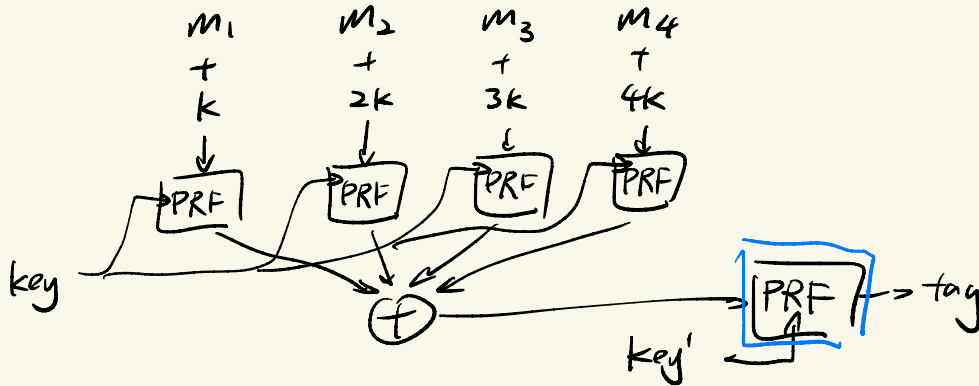 m₁ m₂ m₃ m₄
+ + + +
k 2k 3k 4k
PRF PRF PRF PRF
key
+
PRF
tag
key'